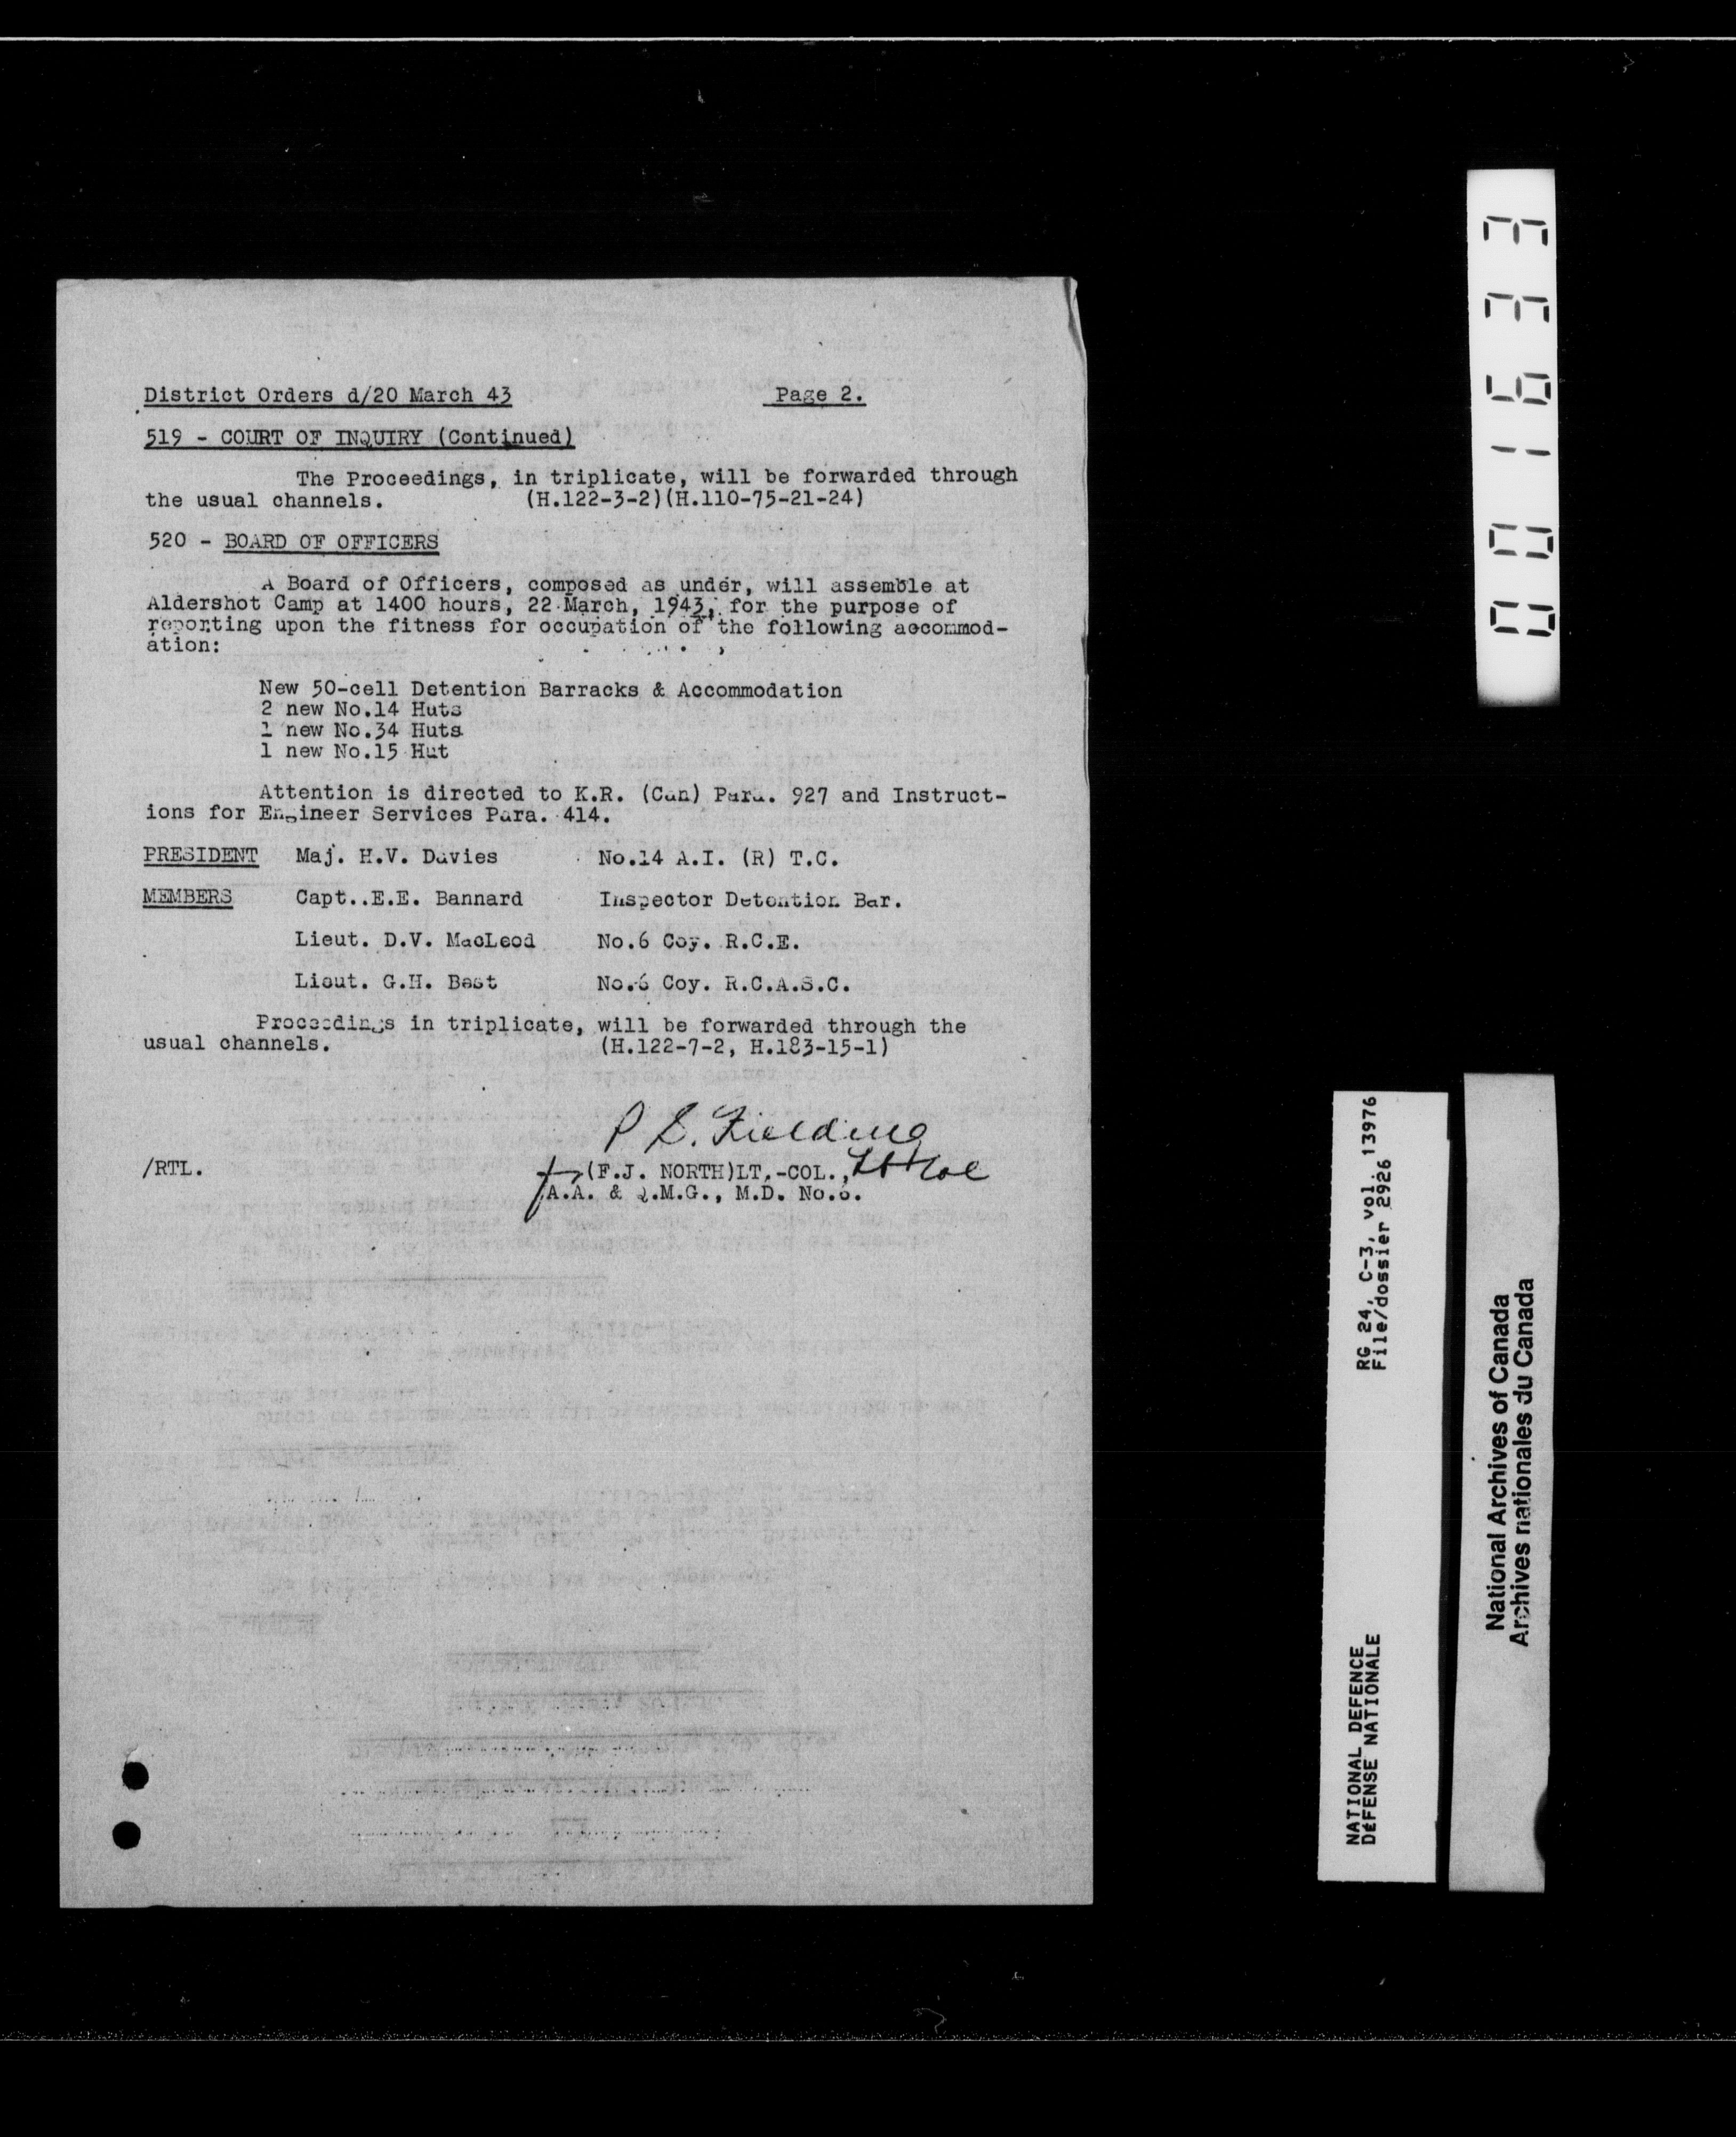 District Orders d/20 March 43 Page 2.
519 - COURT OF INQUIRY (Continued)
The Proceedings, in triplicate, will be forwarded through
the usual channels. (H.122-3-2)(H.110-75-21-24)
520 - BOARD OF OFFICERS
A Board of Officers, composed as under, will assemble at
Aldershot Camp at 1400 hours, 22 March, 1943, for the purpose of
reporting upon the fitness for occupation of the following accommod-
ation:
New 50-cell Detention Barracks & Accommodation
2 new No.14 Huts
1 new No.34 Huts
1 new No.15 Hut
Attention is directed to K.R. (Can) Para. 927 and Instruct-
ions for Engineer Services Para. 414.
PRESIDENT Maj. H.V. Davies No.14 A.I. (R) T.C.
MEMBERS Capt..E.E. Bannard Inspector Detention Bar.
Lieut. D.V. MacLeod No.6 Coy. R.C.E.
Lieut. G.H. Best No.6 Coy. R.C.A.S.C.
Proceedings in triplicate, will be forwarded through the
usual channels. (H.122-7-2, H.183-15-1)
P S. Fielding
Lt Col
/RTL. for (F.J. NORTH)LT.-COL.,
A.A. & Q.M.G., M.D. No.6.
001633
RG 24, C-3, vol. 13976
File/dossier 2926
NATIONAL DEFENCE
DÉFENSE NATIONALE
National Archives of Canada
Archives nationales du Canada